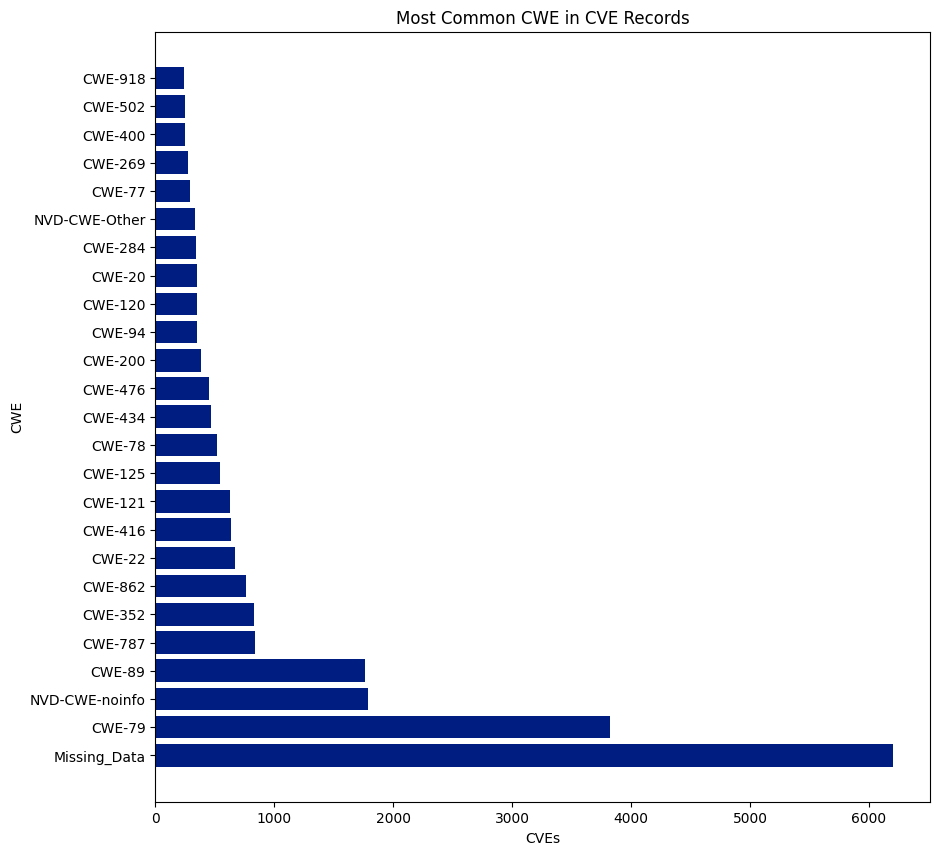 Most Common CWE in CVE Records
CWE-918
CWE-502
CWE-400
CWE-269
CWE-77
NVD-CWE-Other
CWE-284
CWE-20
CWE-120
CWE-94
CWE-200
CWE-476
CWE-434
CWE-78
CWE-125
CWE-121
CWE-416
CWE-22
CWE-862
CWE-352
CWE-787
CWE-89
NVD-CWE-noinfo
CWE-79
Missing_Data
CWE
0 1000 2000 3000 4000 5000 6000
CVEs